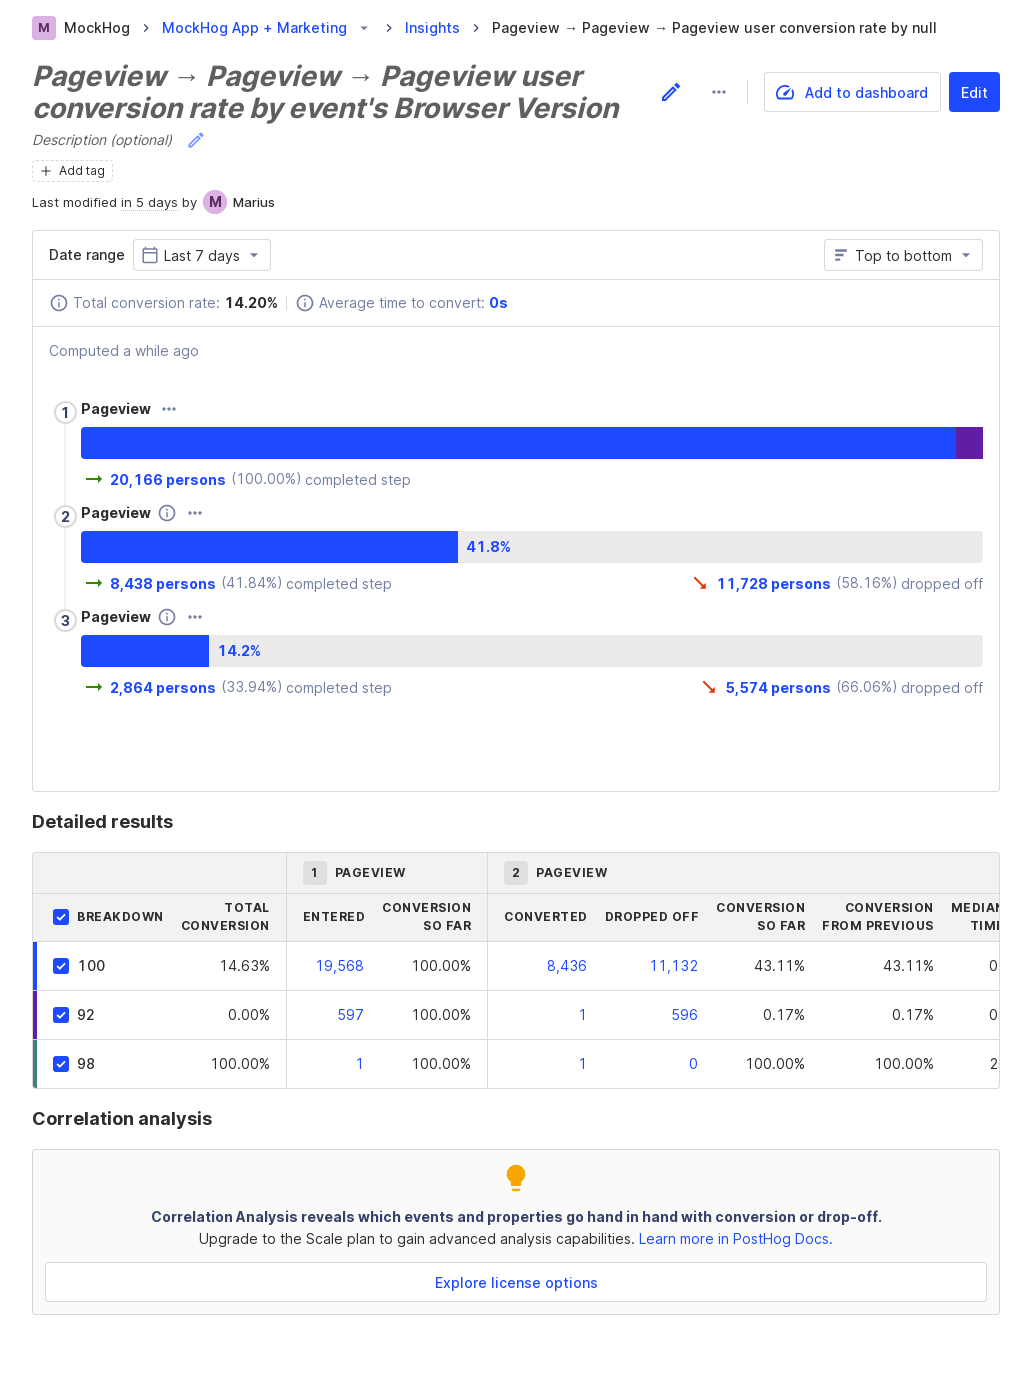 M MockHog MockHog App + Marketing Insights Pageview → Pageview → Pageview user conversion rate by null
Pageview → Pageview → Pageview user
conversion rate by event's Browser Version
Add to dashboard Edit
Description (optional)
Add tag
Last modified in 5 days by M Marius
Date range Last 7 days Top to bottom
Total conversion rate: 14.20% Average time to convert: 0s
Computed a while ago
1 Pageview
20,166 persons (100.00%) completed step
2 Pageview
41.8%
8,438 persons (41.84%) completed step 11,728 persons (58.16%) dropped off
3 Pageview
14.2%
2,864 persons (33.94%) completed step 5,574 persons (66.06%) dropped off
Detailed results
1 PAGEVIEW 2 PAGEVIEW
BREAKDOWN TOTAL CONVERSION ENTERED CONVERSION SO FAR CONVERTED DROPPED OFF CONVERSION SO FAR CONVERSION FROM PREVIOUS MEDIAN
100 14.63% 19,568 100.00% 8,436 11,132 43.11% 43.11% 0
92 0.00% 597 100.00% 1 596 0.17% 0.17% 0
98 100.00% 1 100.00% 1 0 100.00% 100.00% 2
Correlation analysis
Correlation Analysis reveals which events and properties go hand in hand with conversion or drop-off.
Upgrade to the Scale plan to gain advanced analysis capabilities. Learn more in PostHog Docs.
Explore license options